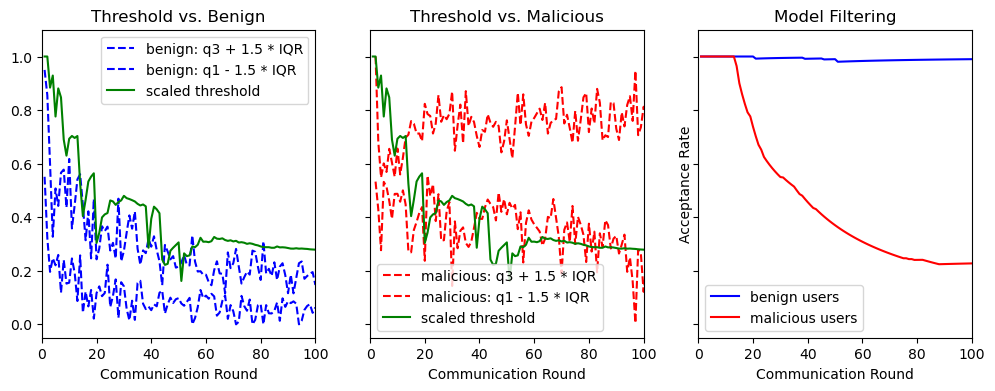 Threshold vs. Benign
benign: q3 + 1.5 * IQR
benign: q1 - 1.5 * IQR
scaled threshold
1.0
0.8
0.6
0.4
0.2
0.0
0 20 40 60 80 100
Communication Round
Threshold vs. Malicious
malicious: q3 + 1.5 * IQR
malicious: q1 - 1.5 * IQR
scaled threshold
0 20 40 60 80 100
Communication Round
Model Filtering
Acceptance Rate
benign users
malicious users
0 20 40 60 80 100
Communication Round